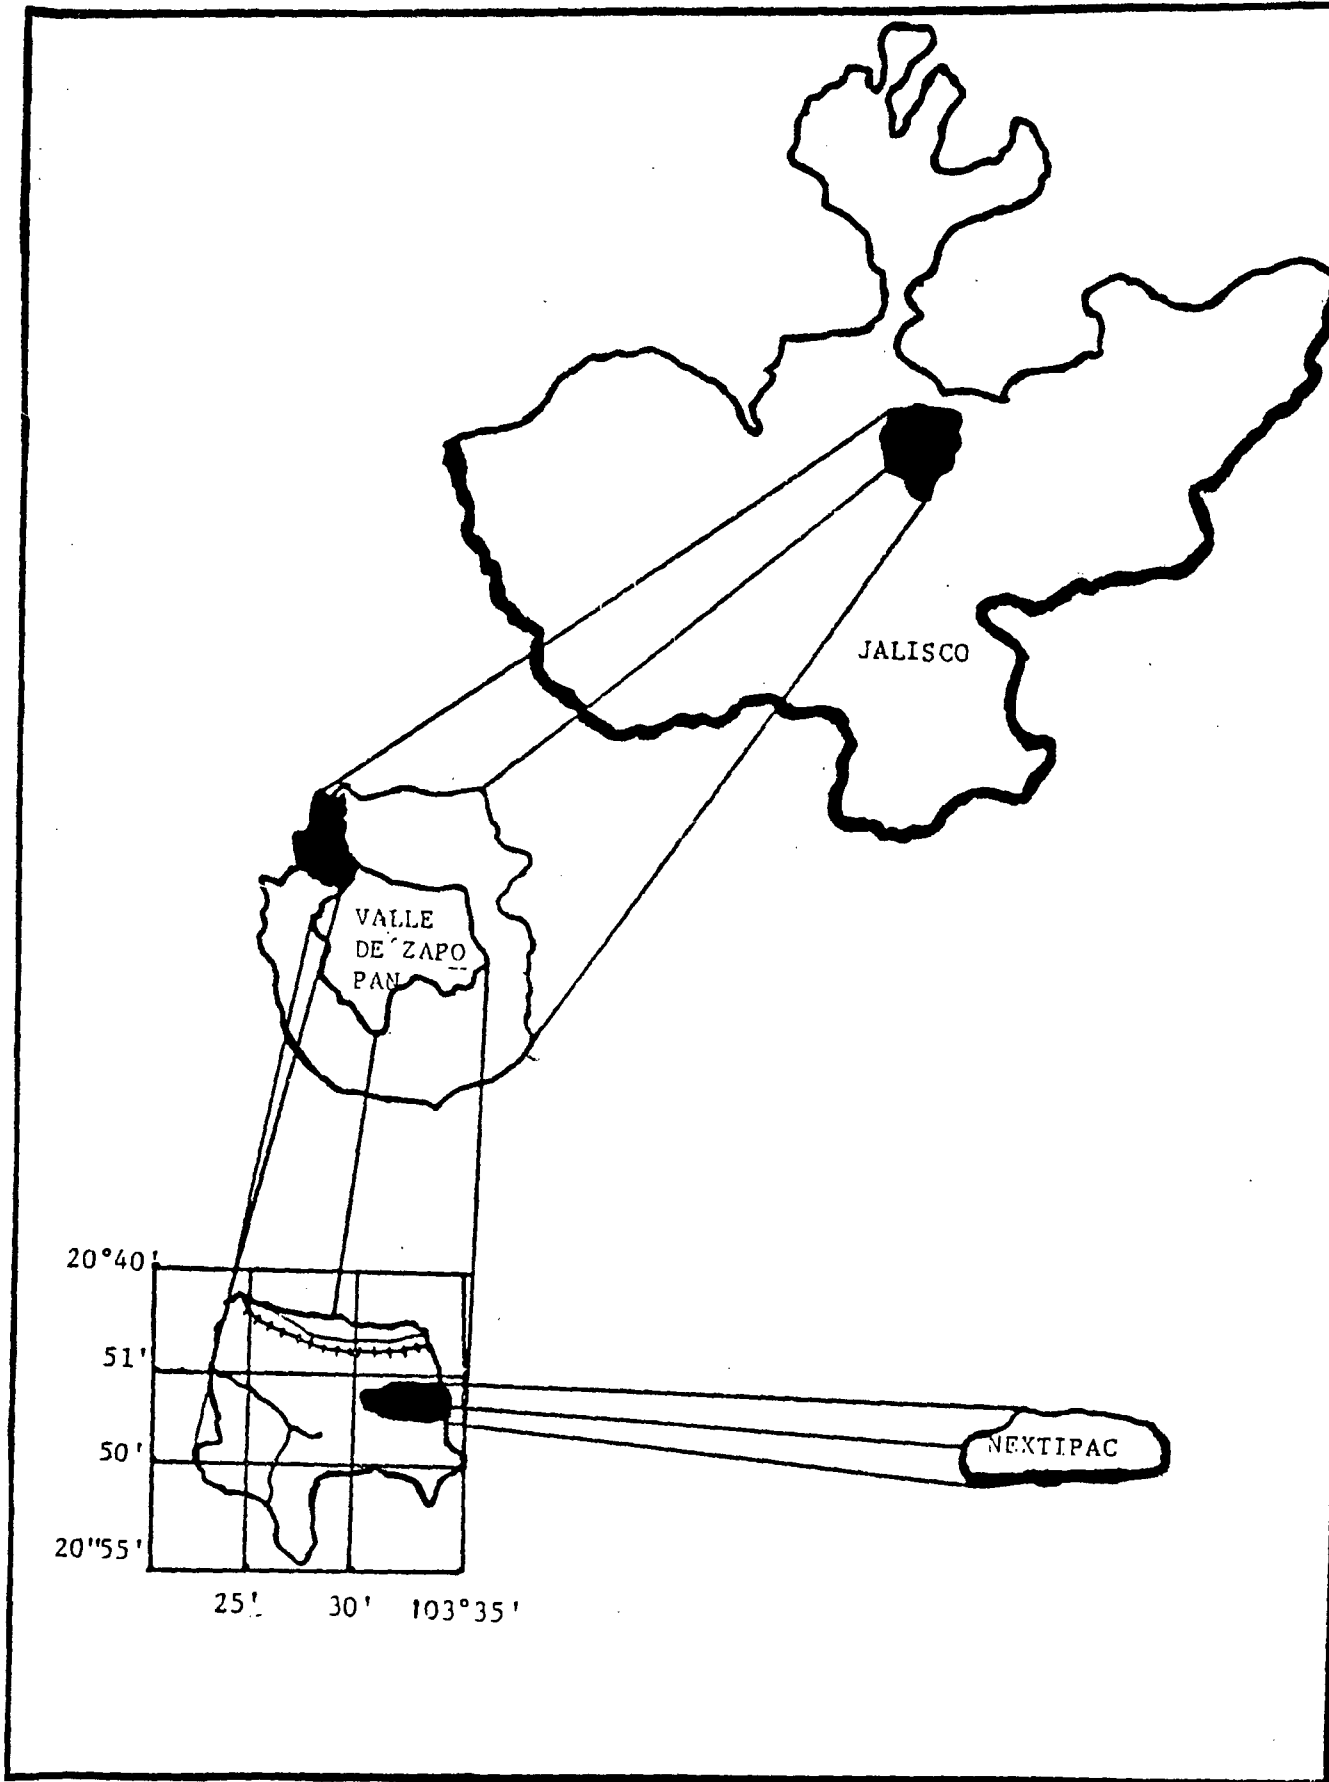 JALISCO
VALLE
DE ZAPO
PAN
20°40'
51'
50'
20"55'
25'
30'
103°35'
NEXTIPAC